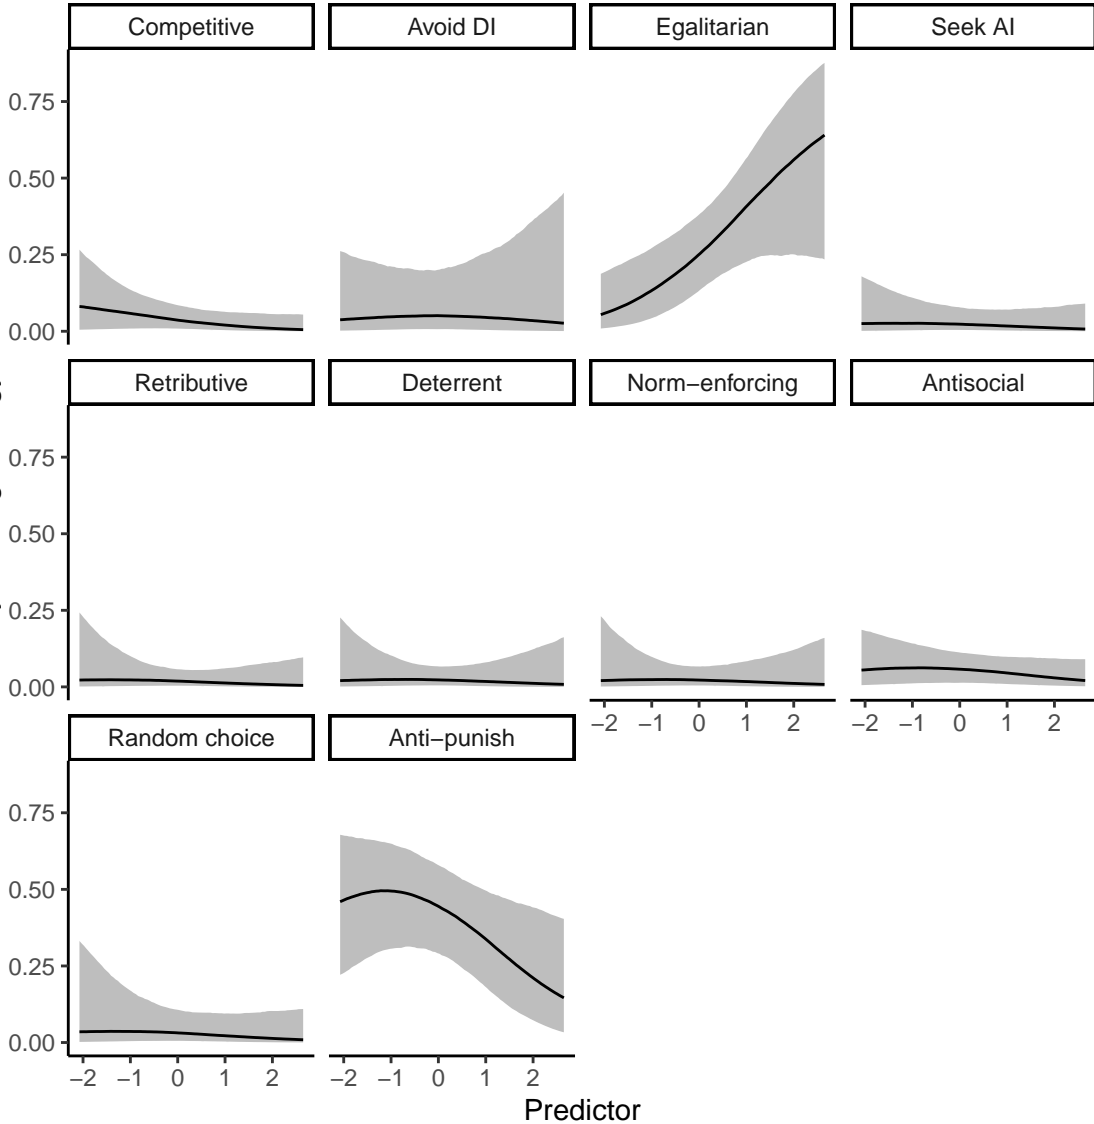 Competitive Avoid DI Egalitarian Seek AI
0.75
0.50
0.25
0.00
Retributive Deterrent Norm−enforcing Antisocial
0.75
0.50
0.25
0.00
−2 −1 0 1 2 −2 −1 0 1 2
Random choice Anti−punish
0.75
0.50
0.25
0.00
−2 −1 0 1 2 −2 −1 0 1 2
Predictor